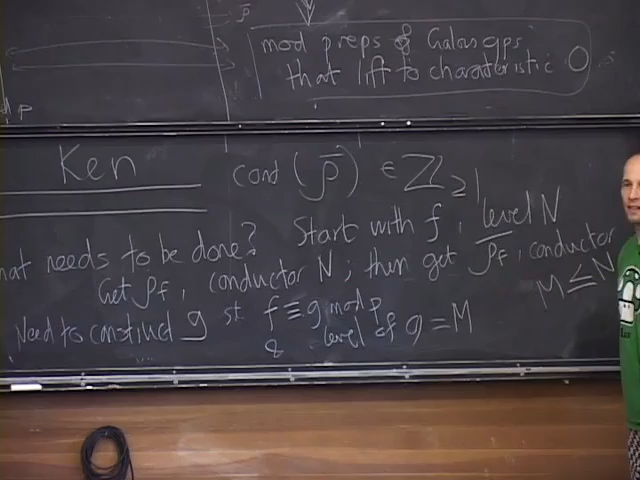 ρ̄
mod p reps of Galois gps
that lift to characteristic 0
d p
Ken
cond (ρ̄) ∈ ℤ≥1
hat needs to be done? Start with f, level N
Get ρf, conductor N; then get ρ̄f, conductor
M ≤ N
Need to construct g st f ≡ g mod p
& level of g = M